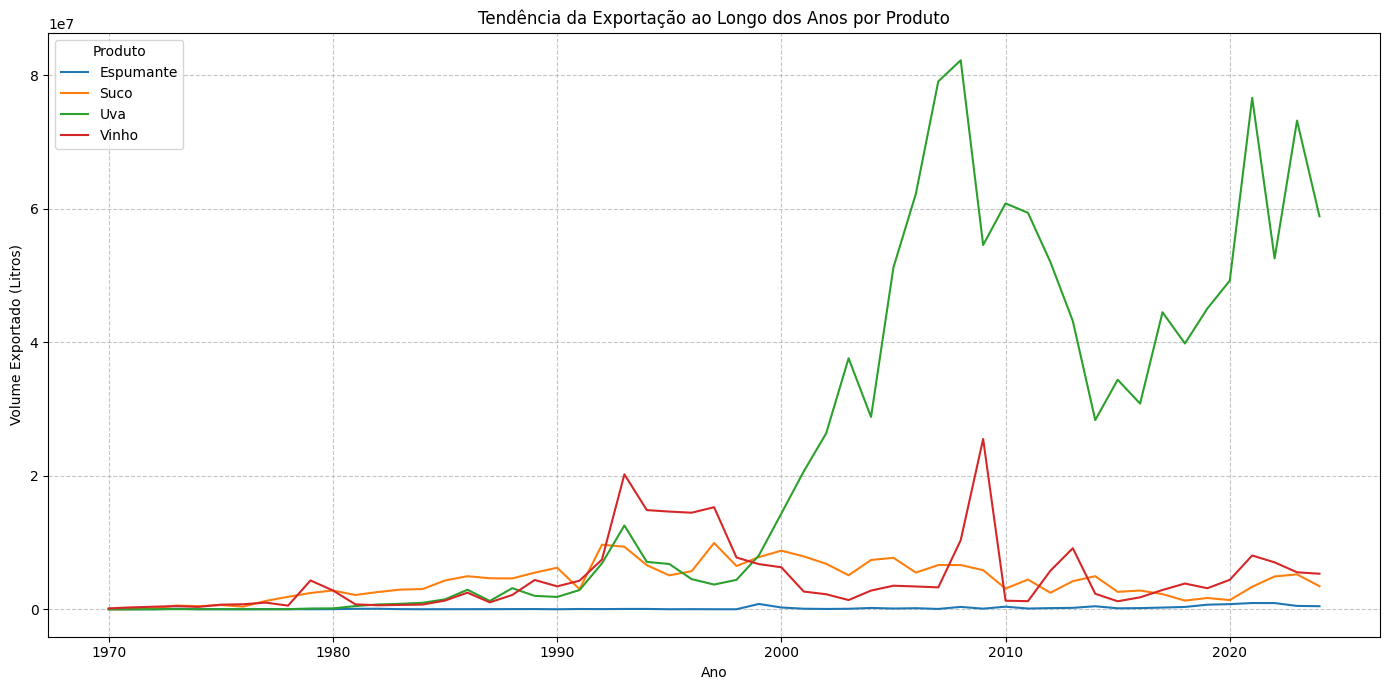 Tendência da Exportação ao Longo dos Anos por Produto
1e7
Produto
Espumante
Suco
Uva
Vinho
Volume Exportado (Litros)
8
6
4
2
0
1970 1980 1990 2000 2010 2020
Ano